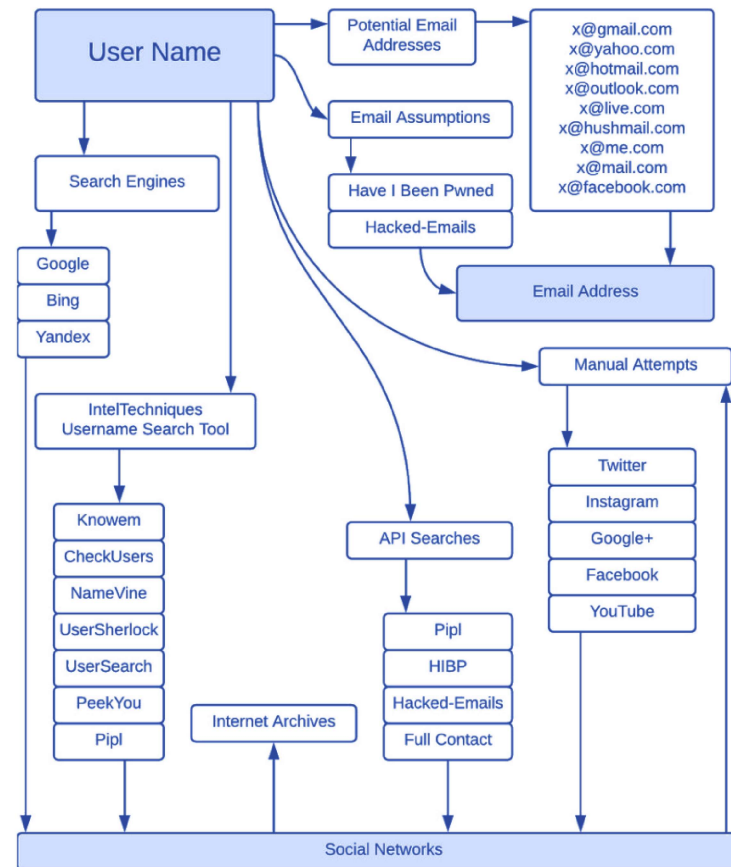 User Name
Potential Email
Addresses
x@gmail.com
x@yahoo.com
x@hotmail.com
x@outlook.com
x@live.com
x@hushmail.com
x@me.com
x@mail.com
x@facebook.com
Email Assumptions
Have I Been Pwned
Hacked-Emails
Email Address
Search Engines
Google
Bing
Yandex
Manual Attempts
IntelTechniques
Username Search Tool
Twitter
Instagram
Google+
Facebook
YouTube
Knowem
CheckUsers
NameVine
UserSherlock
UserSearch
PeekYou
Pipl
API Searches
Pipl
HIBP
Hacked-Emails
Full Contact
Internet Archives
Social Networks